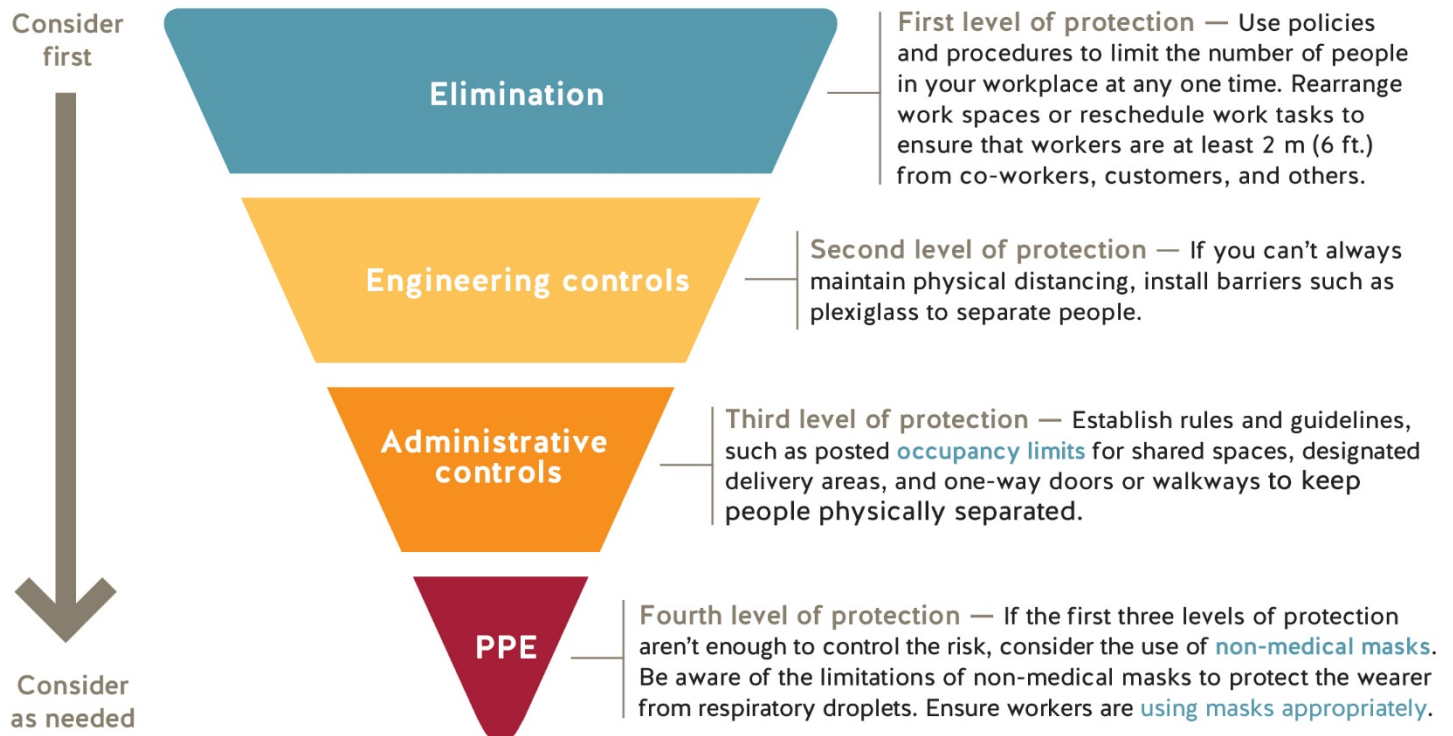 Consider
first
Elimination
First level of protection — Use policies
and procedures to limit the number of people
in your workplace at any one time. Rearrange
work spaces or reschedule work tasks to
ensure that workers are at least 2 m (6 ft.)
from co-workers, customers, and others.
Engineering controls
Second level of protection — If you can’t always
maintain physical distancing, install barriers such as
plexiglass to separate people.
Administrative
controls
Third level of protection — Establish rules and guidelines,
such as posted occupancy limits for shared spaces, designated
delivery areas, and one-way doors or walkways to keep
people physically separated.
PPE
Fourth level of protection — If the first three levels of protection
aren’t enough to control the risk, consider the use of non-medical masks.
Be aware of the limitations of non-medical masks to protect the wearer
from respiratory droplets. Ensure workers are using masks appropriately.
Consider
as needed